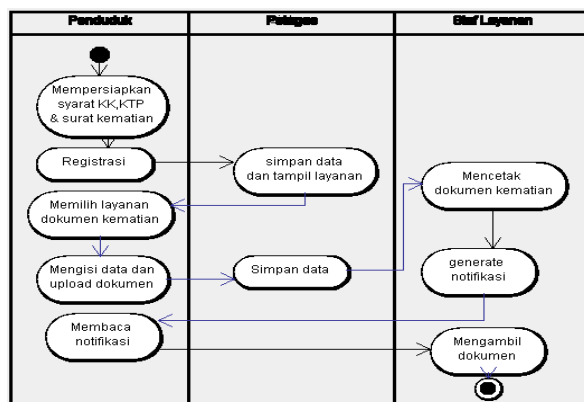 Penduduk
Petugas
Staf Layanan
Mempersiapkan
syarat KK,KTP
& surat kematian
Registrasi
simpan data
dan tampil layanan
Mencetak
dokumen kematian
Memilih layanan
dokumen kematian
Mengisi data dan
upload dokumen
Simpan data
generate
notifikasi
Membaca
notifikasi
Mengambil
dokumen